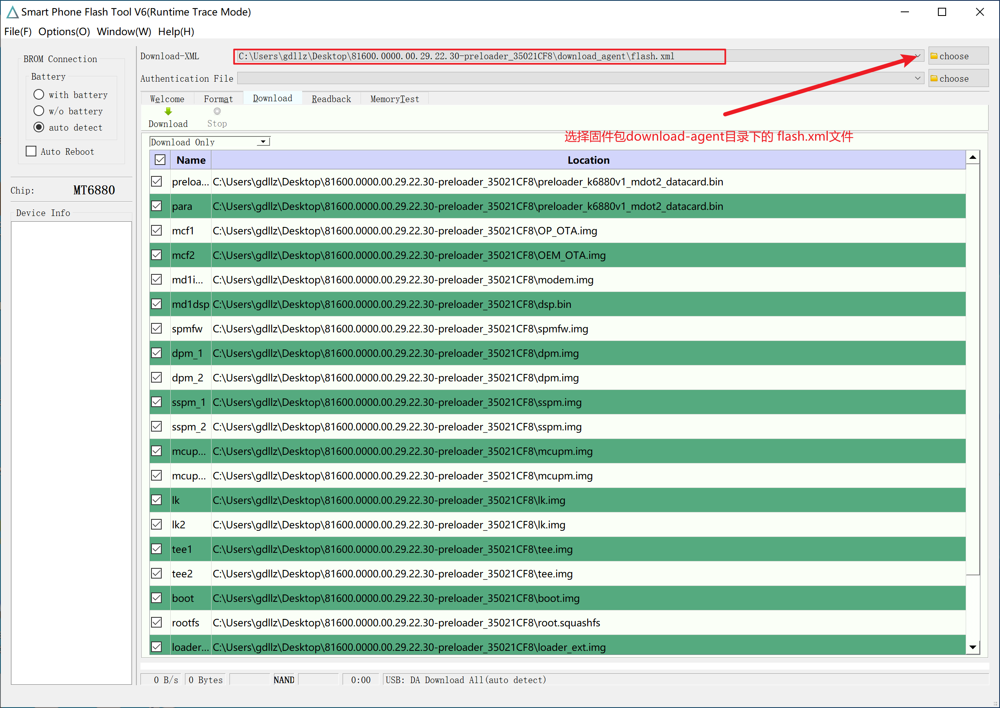 Smart Phone Flash Tool V6(Runtime Trace Mode)
File(F) Options(O) Window(W) Help(H)
BROM Connection
Battery
with battery
w/o battery
auto detect
Auto Reboot
Chip: MT6880
Device Info
Download-XML C:\Users\gdllz\Desktop\81600.0000.00.29.22.30-preloader_35021CF8\download_agent\flash.xml choose
Authentication File choose
Welcome Format Download Readback MemoryTest
Download Stop
选择固件包download-agent目录下的 flash.xml文件
Download Only
Name Location
preloa... C:\Users\gdllz\Desktop\81600.0000.00.29.22.30-preloader_35021CF8\preloader_k6880v1_mdot2_datacard.bin
para C:\Users\gdllz\Desktop\81600.0000.00.29.22.30-preloader_35021CF8\preloader_k6880v1_mdot2_datacard.bin
mcf1 C:\Users\gdllz\Desktop\81600.0000.00.29.22.30-preloader_35021CF8\OP_OTA.img
mcf2 C:\Users\gdllz\Desktop\81600.0000.00.29.22.30-preloader_35021CF8\OEM_OTA.img
md1i... C:\Users\gdllz\Desktop\81600.0000.00.29.22.30-preloader_35021CF8\modem.img
md1dsp C:\Users\gdllz\Desktop\81600.0000.00.29.22.30-preloader_35021CF8\dsp.bin
spmfw C:\Users\gdllz\Desktop\81600.0000.00.29.22.30-preloader_35021CF8\spmfw.img
dpm_1 C:\Users\gdllz\Desktop\81600.0000.00.29.22.30-preloader_35021CF8\dpm.img
dpm_2 C:\Users\gdllz\Desktop\81600.0000.00.29.22.30-preloader_35021CF8\dpm.img
sspm_1 C:\Users\gdllz\Desktop\81600.0000.00.29.22.30-preloader_35021CF8\sspm.img
sspm_2 C:\Users\gdllz\Desktop\81600.0000.00.29.22.30-preloader_35021CF8\sspm.img
mcup... C:\Users\gdllz\Desktop\81600.0000.00.29.22.30-preloader_35021CF8\mcupm.img
mcup... C:\Users\gdllz\Desktop\81600.0000.00.29.22.30-preloader_35021CF8\mcupm.img
lk C:\Users\gdllz\Desktop\81600.0000.00.29.22.30-preloader_35021CF8\lk.img
lk2 C:\Users\gdllz\Desktop\81600.0000.00.29.22.30-preloader_35021CF8\lk.img
tee1 C:\Users\gdllz\Desktop\81600.0000.00.29.22.30-preloader_35021CF8\tee.img
tee2 C:\Users\gdllz\Desktop\81600.0000.00.29.22.30-preloader_35021CF8\tee.img
boot C:\Users\gdllz\Desktop\81600.0000.00.29.22.30-preloader_35021CF8\boot.img
rootfs C:\Users\gdllz\Desktop\81600.0000.00.29.22.30-preloader_35021CF8\root.squashfs
loader... C:\Users\gdllz\Desktop\81600.0000.00.29.22.30-preloader_35021CF8\loader_ext.img
0 B/s 0 Bytes NAND 0:00 USB: DA Download All(auto detect)